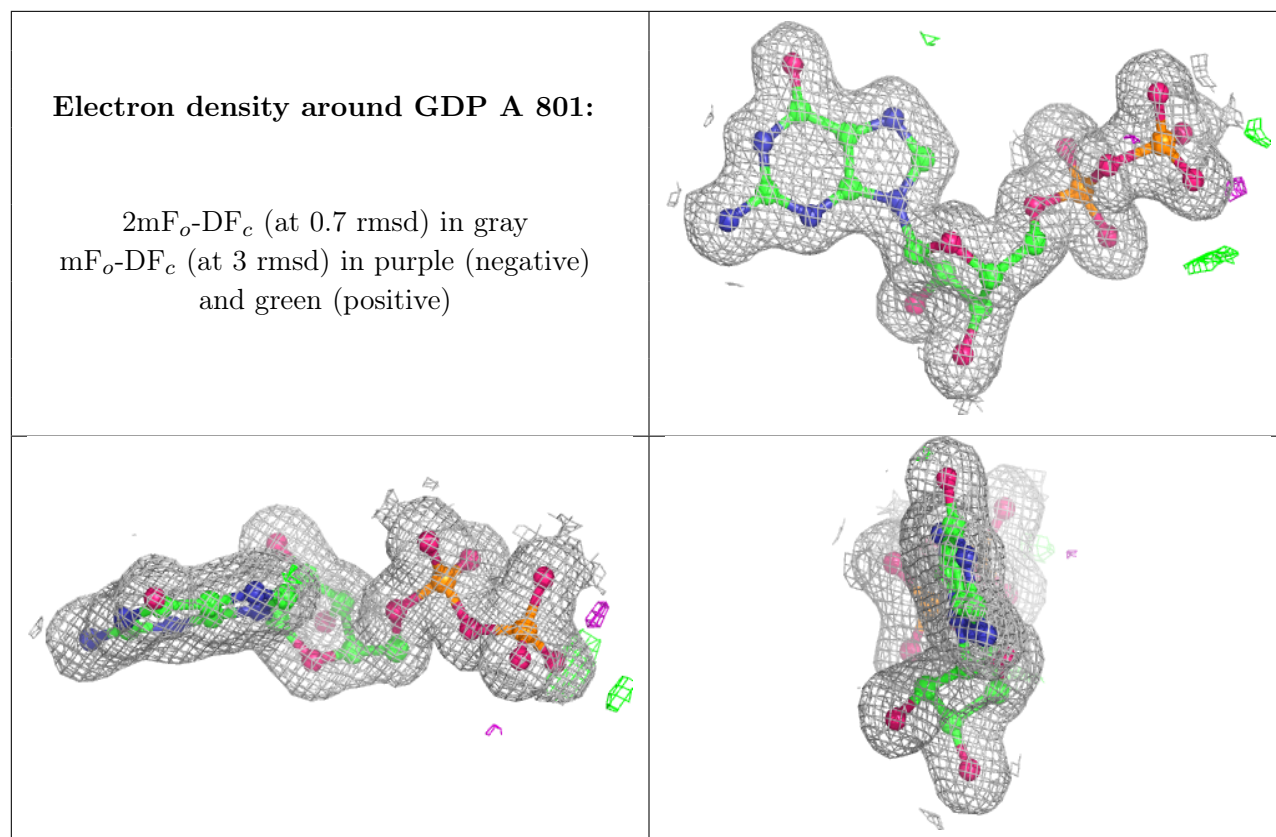 Electron density around GDP A 801:
2mFo-DFc (at 0.7 rmsd) in gray
mFo-DFc (at 3 rmsd) in purple (negative)
and green (positive)